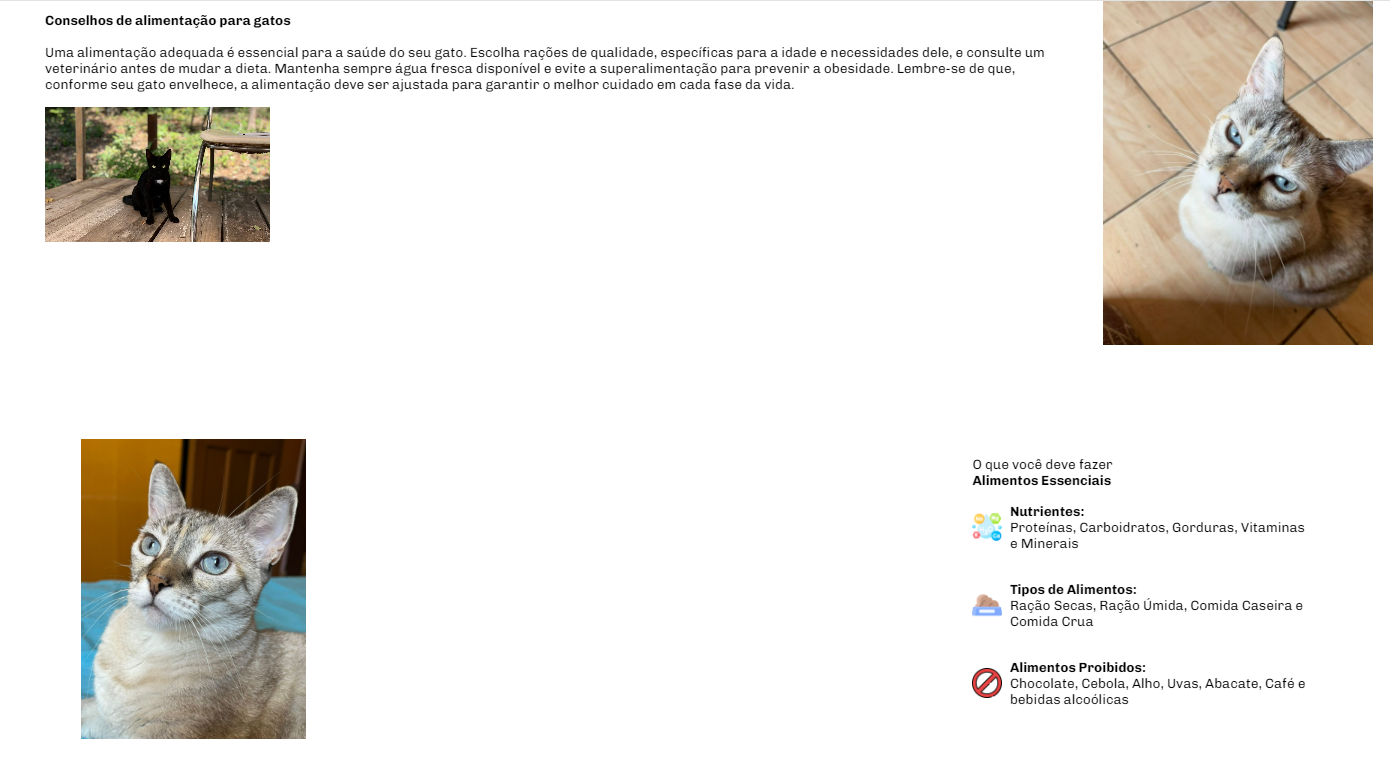 Conselhos de alimentação para gatos
Uma alimentação adequada é essencial para a saúde do seu gato. Escolha rações de qualidade, específicas para a idade e necessidades dele, e consulte um
veterinário antes de mudar a dieta. Mantenha sempre água fresca disponível e evite a superalimentação para prevenir a obesidade. Lembre-se de que,
conforme seu gato envelhece, a alimentação deve ser ajustada para garantir o melhor cuidado em cada fase da vida.
O que você deve fazer
Alimentos Essenciais
Nutrientes:
Proteínas, Carboidratos, Gorduras, Vitaminas
e Minerais
Tipos de Alimentos:
Ração Secas, Ração Úmida, Comida Caseira e
Comida Crua
Alimentos Proibidos:
Chocolate, Cebola, Alho, Uvas, Abacate, Café e
bebidas alcoólicas